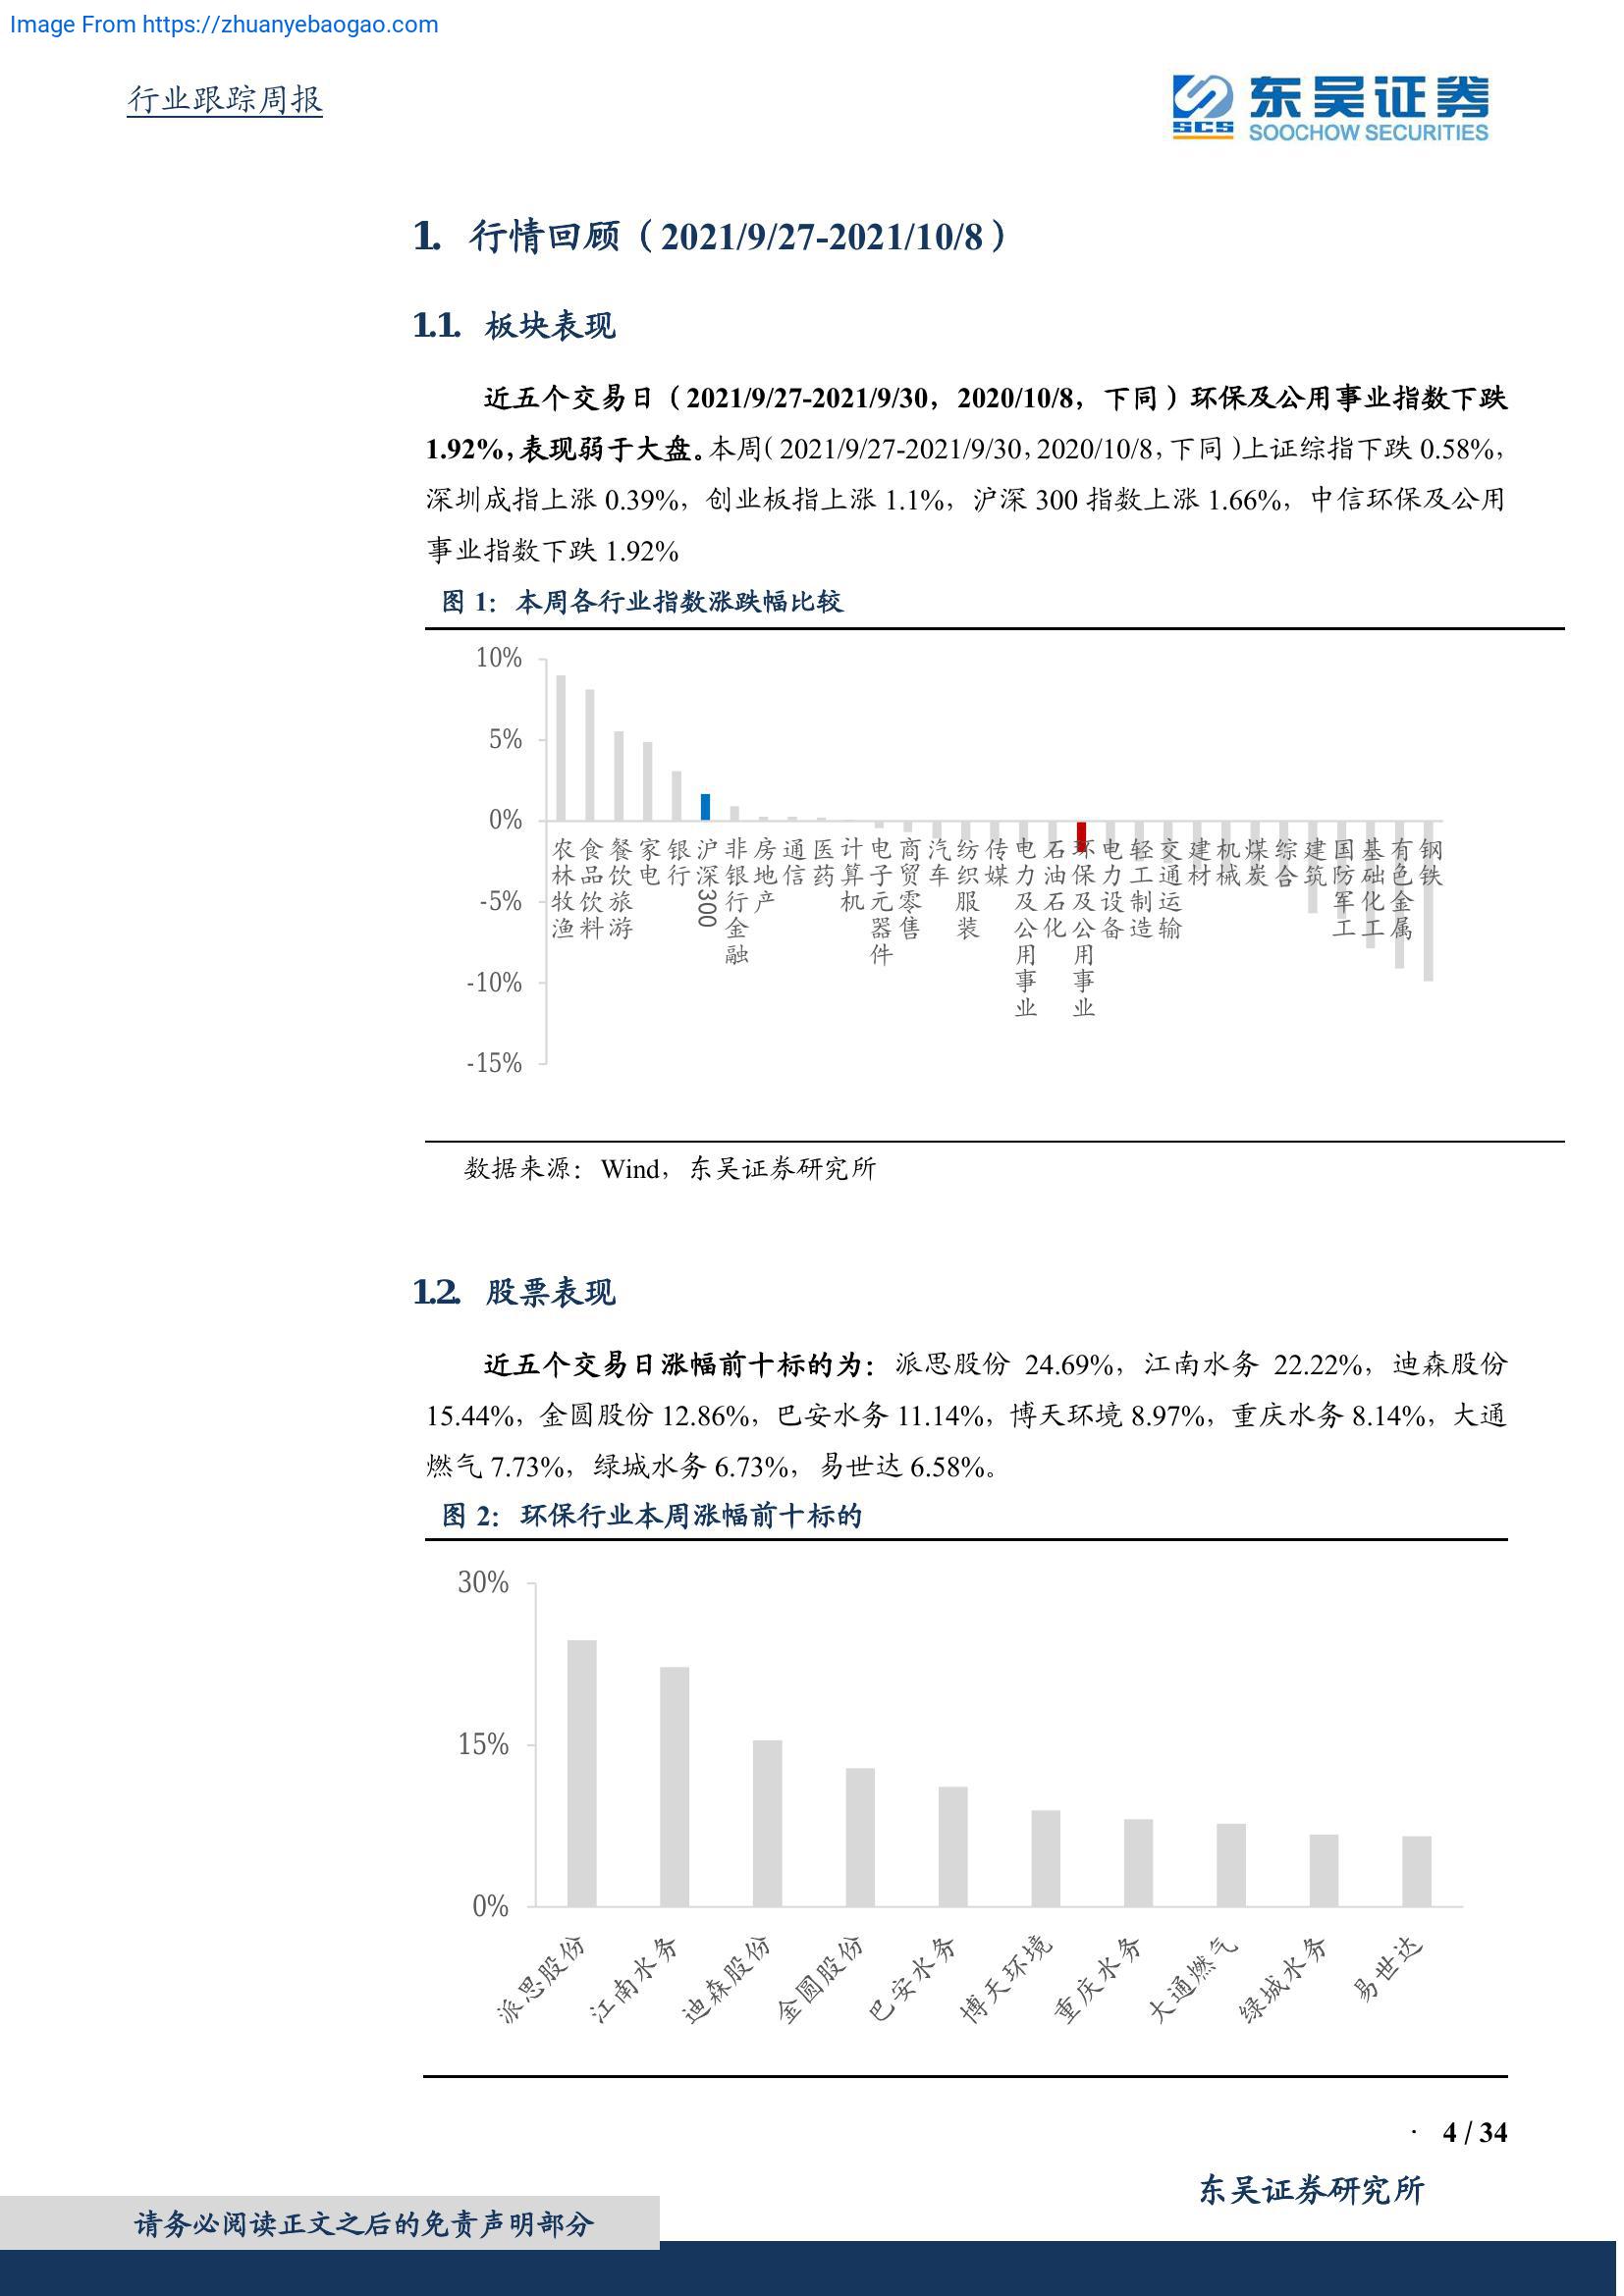 Image From https://zhuanyebaogao.com
行业跟踪周报
东吴证券
SCS
SOOCHOW SECURITIES
1. 行情回顾（2021/9/27-2021/10/8）
1.1. 板块表现
近五个交易日（2021/9/27-2021/9/30，2020/10/8，下同）环保及公用事业指数下跌
1.92%，表现弱于大盘。本周（2021/9/27-2021/9/30，2020/10/8，下同）上证综指下跌 0.58%，
深圳成指上涨 0.39%，创业板指上涨 1.1%，沪深 300 指数上涨 1.66%，中信环保及公用
事业指数下跌 1.92%
图 1：本周各行业指数涨跌幅比较
10%
5%
0%
-5%
-10%
-15%
农林牧渔
食品饮料
餐饮旅游
家电
银行
沪深300
非银行金融
房地产
通信
医药
计算机
电子元器件
商贸零售
汽车
纺织服装
传媒
电力及公用事业
石油石化
环保及公用事业
电力设备
轻工制造
交通运输
建材
机械
煤炭
综合
建筑
国防军工
基础化工
有色金属
钢铁
数据来源：Wind，东吴证券研究所
1.2. 股票表现
近五个交易日涨幅前十标的为：派思股份 24.69%，江南水务 22.22%，迪森股份
15.44%，金圆股份 12.86%，巴安水务 11.14%，博天环境 8.97%，重庆水务 8.14%，大通
燃气 7.73%，绿城水务 6.73%，易世达 6.58%。
图 2：环保行业本周涨幅前十标的
30%
15%
0%
派思股份
江南水务
迪森股份
金圆股份
巴安水务
博天环境
重庆水务
大通燃气
绿城水务
易世达
· 4 / 34
东吴证券研究所
请务必阅读正文之后的免责声明部分